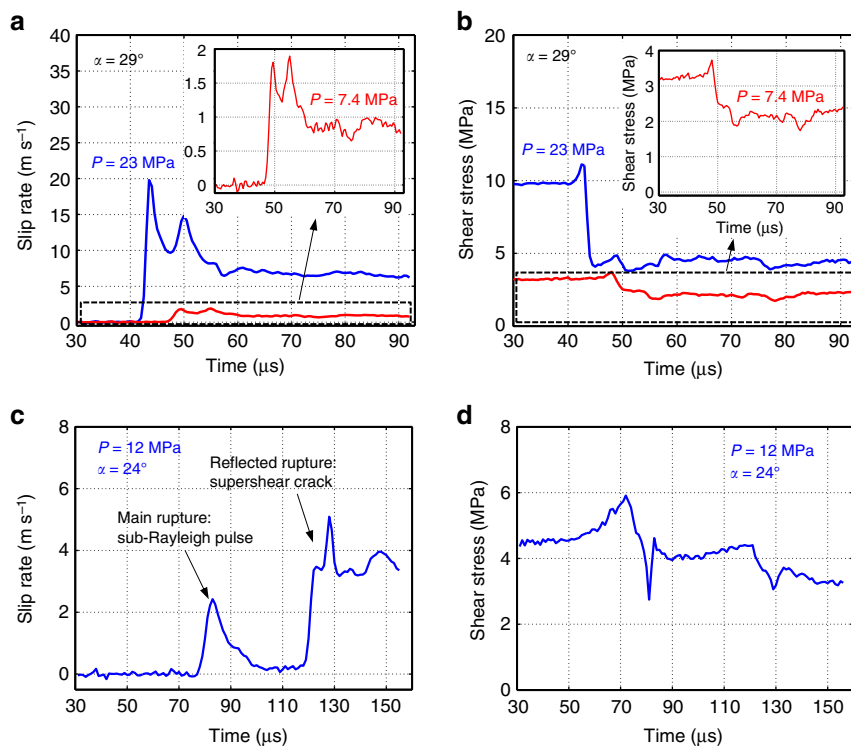 a
α = 29°
P = 23 MPa
P = 7.4 MPa
2
1.5
1
0.5
0
30 50 70 90
40
35
30
25
20
15
10
5
0
Slip rate (m s⁻¹)
30 40 50 60 70 80 90
Time (μs)
b
α = 29°
P = 23 MPa
P = 7.4 MPa
Shear stress (MPa)
4
3
2
1
0
30 50 70 90
Time (μs)
20
15
10
5
0
Shear stress (MPa)
30 40 50 60 70 80 90
Time (μs)
c
P = 12 MPa
α = 24°
Reflected rupture:
supershear crack
Main rupture:
sub-Rayleigh pulse
8
6
4
2
0
Slip rate (m s⁻¹)
30 50 70 90 110 130 150
Time (μs)
d
P = 12 MPa
α = 24°
8
6
4
2
0
Shear stress (MPa)
30 50 70 90 110 130 150
Time (μs)